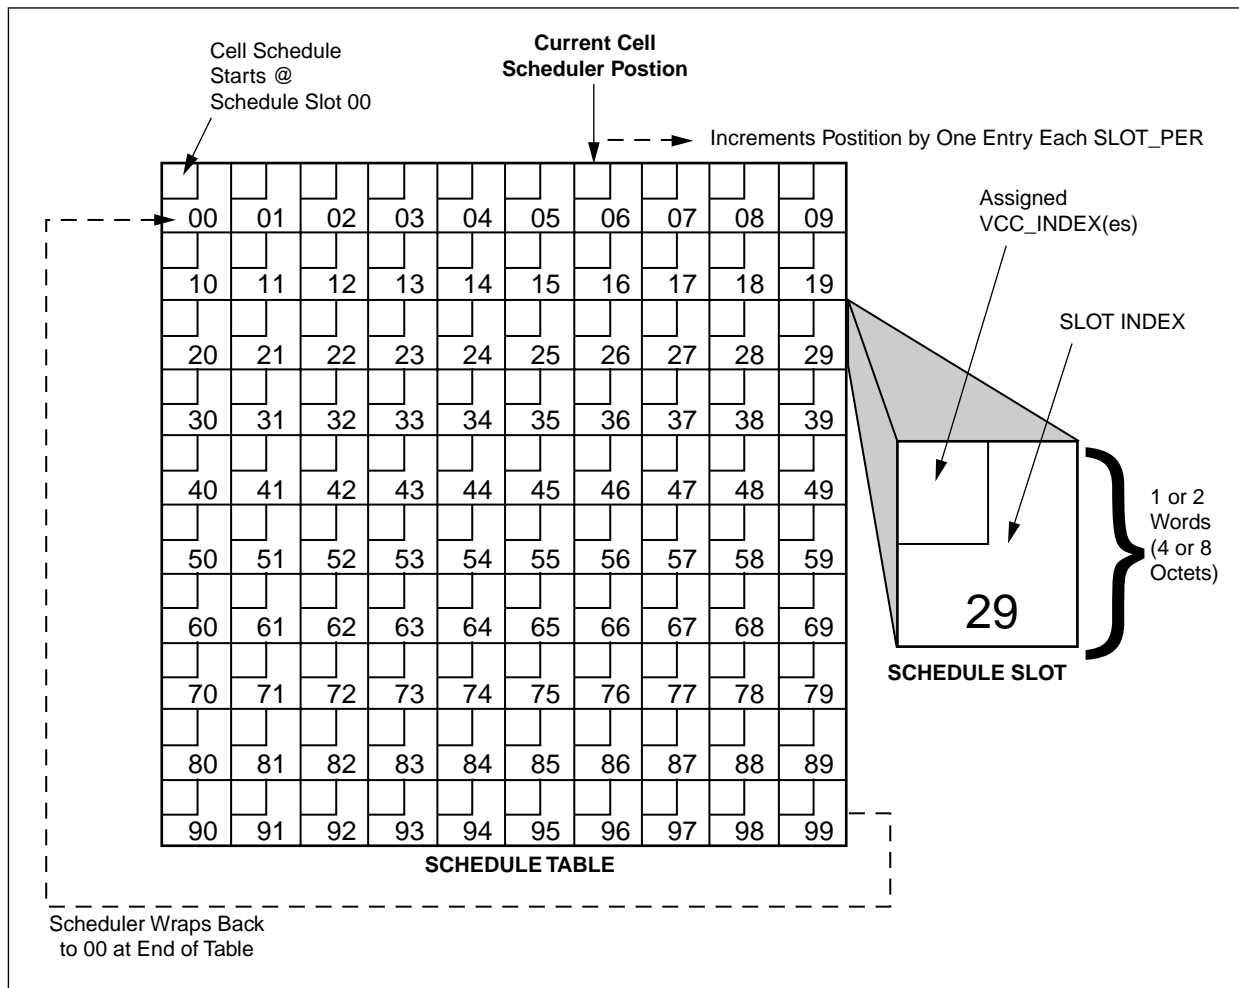 Cell Schedule
Starts @
Schedule Slot 00
Current Cell
Scheduler Postion
Increments Postition by One Entry Each SLOT_PER
00 01 02 03 04 05 06 07 08 09
10 11 12 13 14 15 16 17 18 19
20 21 22 23 24 25 26 27 28 29
30 31 32 33 34 35 36 37 38 39
40 41 42 43 44 45 46 47 48 49
50 51 52 53 54 55 56 57 58 59
60 61 62 63 64 65 66 67 68 69
70 71 72 73 74 75 76 77 78 79
80 81 82 83 84 85 86 87 88 89
90 91 92 93 94 95 96 97 98 99
SCHEDULE TABLE
Assigned
VCC_INDEX(es)
SLOT INDEX
29
SCHEDULE SLOT
1 or 2
Words
(4 or 8
Octets)
Scheduler Wraps Back
to 00 at End of Table